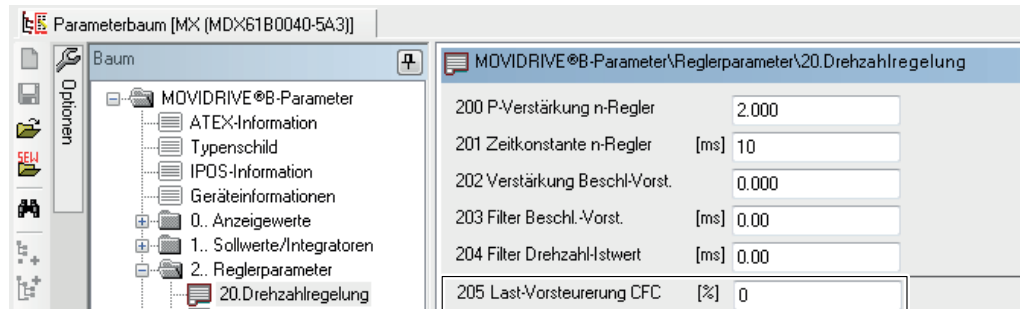 Parameterbaum [MX (MDX61B0040-5A3)]
Optionen
SEW
Baum
MOVIDRIVE®B-Parameter
ATEX-Information
Typenschild
IPOS-Information
Geräteinformationen
0.. Anzeigewerte
1.. Sollwerte/Integratoren
2.. Reglerparameter
20.Drehzahlregelung
MOVIDRIVE®B-Parameter\Reglerparameter\20.Drehzahlregelung
200 P-Verstärkung n-Regler 2.000
201 Zeitkonstante n-Regler [ms] 10
202 Verstärkung Beschl-Vorst. 0.000
203 Filter Beschl.-Vorst. [ms] 0.00
204 Filter Drehzahl-Istwert [ms] 0.00
205 Last-Vorsteurerung CFC [%] 0